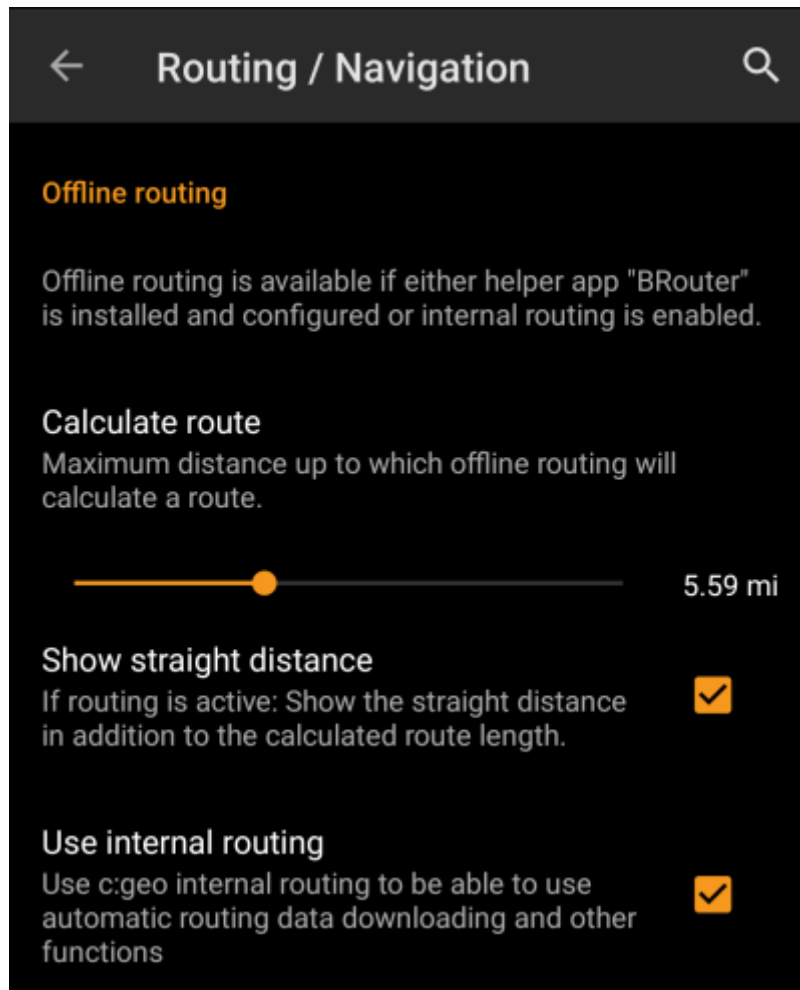 Routing / Navigation
Offline routing
Offline routing is available if either helper app "BRouter"
is installed and configured or internal routing is enabled.
Calculate route
Maximum distance up to which offline routing will
calculate a route.
5.59 mi
Show straight distance
If routing is active: Show the straight distance
in addition to the calculated route length.
Use internal routing
Use c:geo internal routing to be able to use
automatic routing data downloading and other
functions